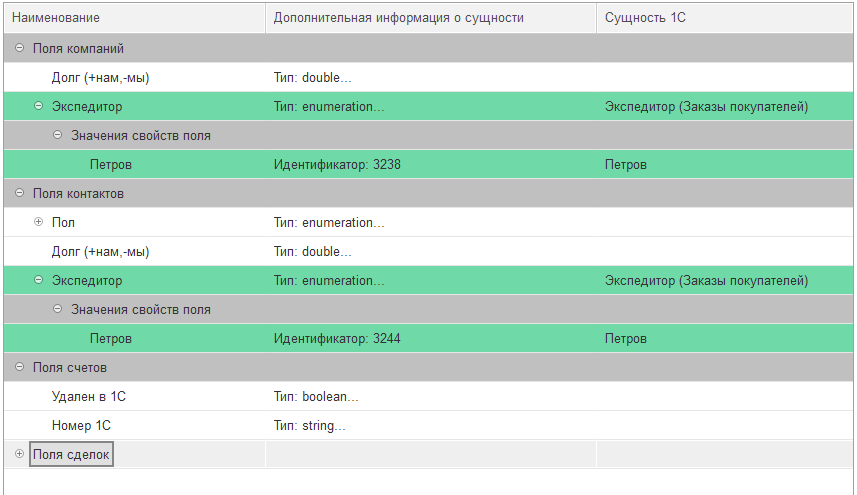 Наименование Дополнительная информация о сущности Сущность 1С
Поля компаний
Долг (+нам,-мы) Тип: double...
Экспедитор Тип: enumeration... Экспедитор (Заказы покупателей)
Значения свойств поля
Петров Идентификатор: 3238 Петров
Поля контактов
Пол Тип: enumeration...
Долг (+нам,-мы) Тип: double...
Экспедитор Тип: enumeration... Экспедитор (Заказы покупателей)
Значения свойств поля
Петров Идентификатор: 3244 Петров
Поля счетов
Удален в 1С Тип: boolean...
Номер 1С Тип: string...
Поля сделок